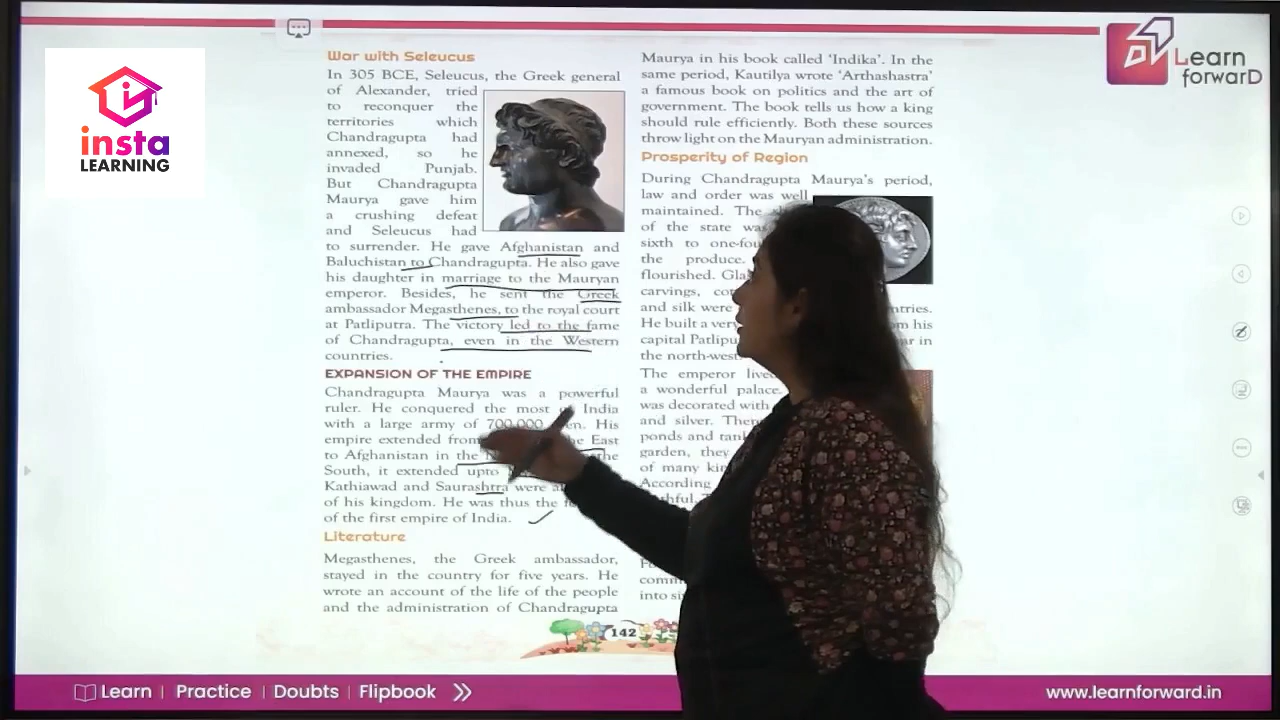 War with Seleucus
In 305 BCE, Seleucus, the Greek general
of Alexander, tried
to reconquer the
territories which
Chandragupta had
annexed, so he
invaded Punjab.
But Chandragupta
Maurya gave him
a crushing defeat
and Seleucus had
to surrender. He gave Afghanistan and
Baluchistan to Chandragupta. He also gave
his daughter in marriage to the Mauryan
emperor. Besides, he sent the Greek
ambassador Megasthenes, to the royal court
at Patliputra. The victory led to the fame
of Chandragupta, even in the Western
countries.
EXPANSION OF THE EMPIRE
Chandragupta Maurya was a powerful
ruler. He conquered the most India
with a large army of 700,000 His
empire extended from East
to Afghanistan in the the
South, it extended upto
Kathiawad and Saurashtra were
of his kingdom. He was thus the
of the first empire of India.
Literature
Megasthenes, the Greek ambassador,
stayed in the country for five years. He
wrote an account of the life of the people
and the administration of Chandragupta
Maurya in his book called 'Indika'. In the
same period, Kautilya wrote 'Arthashastra'
a famous book on politics and the art of
government. The book tells us how a king
should rule efficiently. Both these sources
throw light on the Mauryan administration.
Prosperity of Region
During Chandragupta Maurya's period,
law and order was well
maintained. The
of the state was
sixth to
the produce.
flourished.
carvings,
and silk were
He built a very his
capital in
the
The emperor lived
a wonderful palace.
was decorated with
and silver.
ponds and
garden, they
of many
According
into
142
insta
LEARNING
Learn
forwarD
Learn | Practice | Doubts | Flipbook
www.learnforward.in